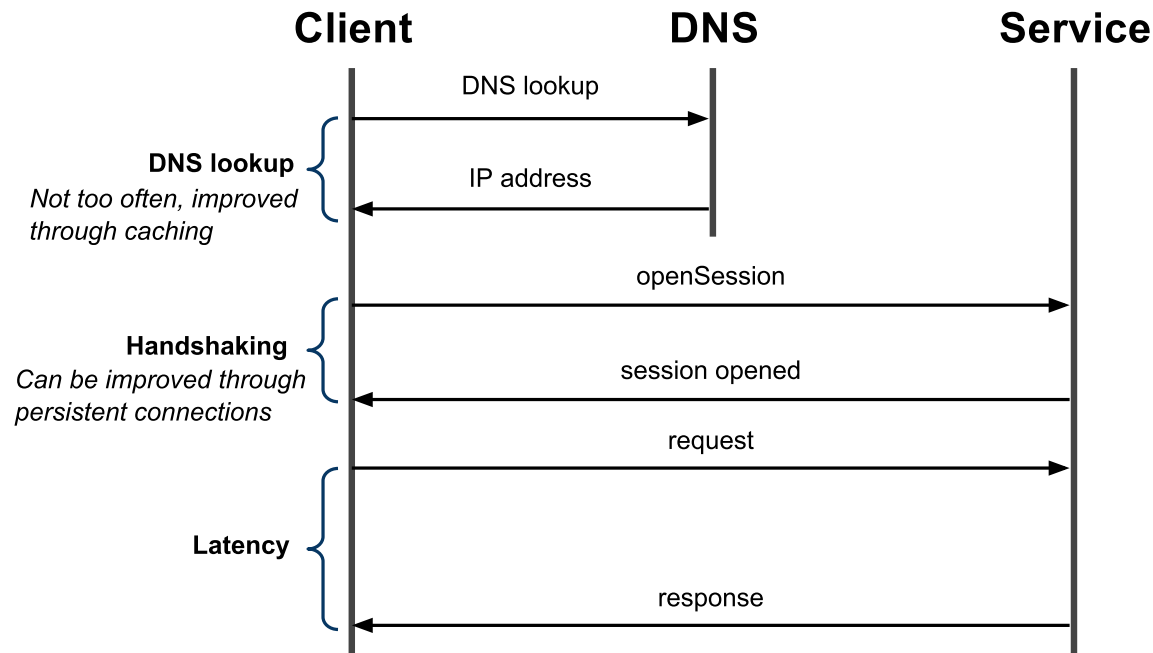 Client
DNS
Service
DNS lookup
DNS lookup
Not too often, improved
through caching
IP address
openSession
Handshaking
Can be improved through
persistent connections
session opened
request
Latency
response